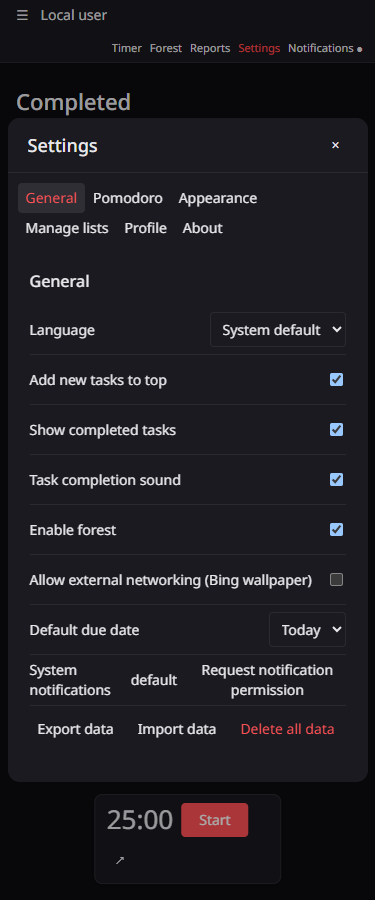 ☰ Local user
Timer Forest Reports Settings Notifications ●
Completed
Settings ×
General Pomodoro Appearance
Manage lists Profile About
General
Language System default
Add new tasks to top
Show completed tasks
Task completion sound
Enable forest
Allow external networking (Bing wallpaper)
Default due date Today
System notifications default Request notification permission
Export data Import data Delete all data
25:00 Start
↗